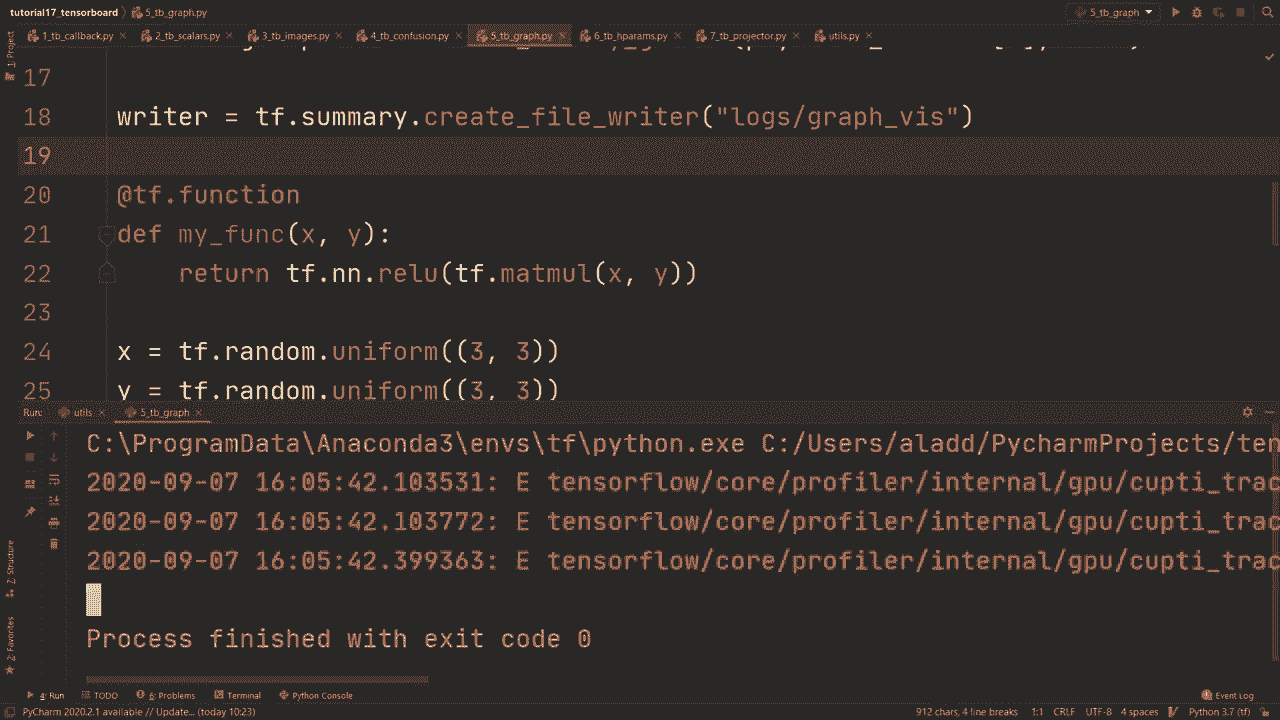 tutorial17_tensorboard 5_tb_graph.py 5_tb_graph
1_tb_callback.py 2_tb_scalars.py 3_tb_images.py 4_tb_confusion.py 5_tb_graph.py 6_tb_hparams.py 7_tb_projector.py utils.py
1: Project
17
18 writer = tf.summary.create_file_writer("logs/graph_vis")
19
20 @tf.function
21 def my_func(x, y):
22 return tf.nn.relu(tf.matmul(x, y))
23
24 x = tf.random.uniform((3, 3))
25 y = tf.random.uniform((3, 3))
Run: utils 5_tb_graph
C:\ProgramData\Anaconda3\envs\tf\python.exe C:/Users/aladd/PycharmProjects/ten
2020-09-07 16:05:42.103531: E tensorflow/core/profiler/internal/gpu/cupti_trac
2020-09-07 16:05:42.103772: E tensorflow/core/profiler/internal/gpu/cupti_trac
2020-09-07 16:05:42.399363: E tensorflow/core/profiler/internal/gpu/cupti_trac
Process finished with exit code 0
7: Structure
2: Favorites
4: Run TODO 6: Problems Terminal Python Console Event Log
PyCharm 2020.2.1 available // Update... (today 10:23) 912 chars, 4 line breaks 1:1 CRLF UTF-8 4 spaces Python 3.7 (tf)